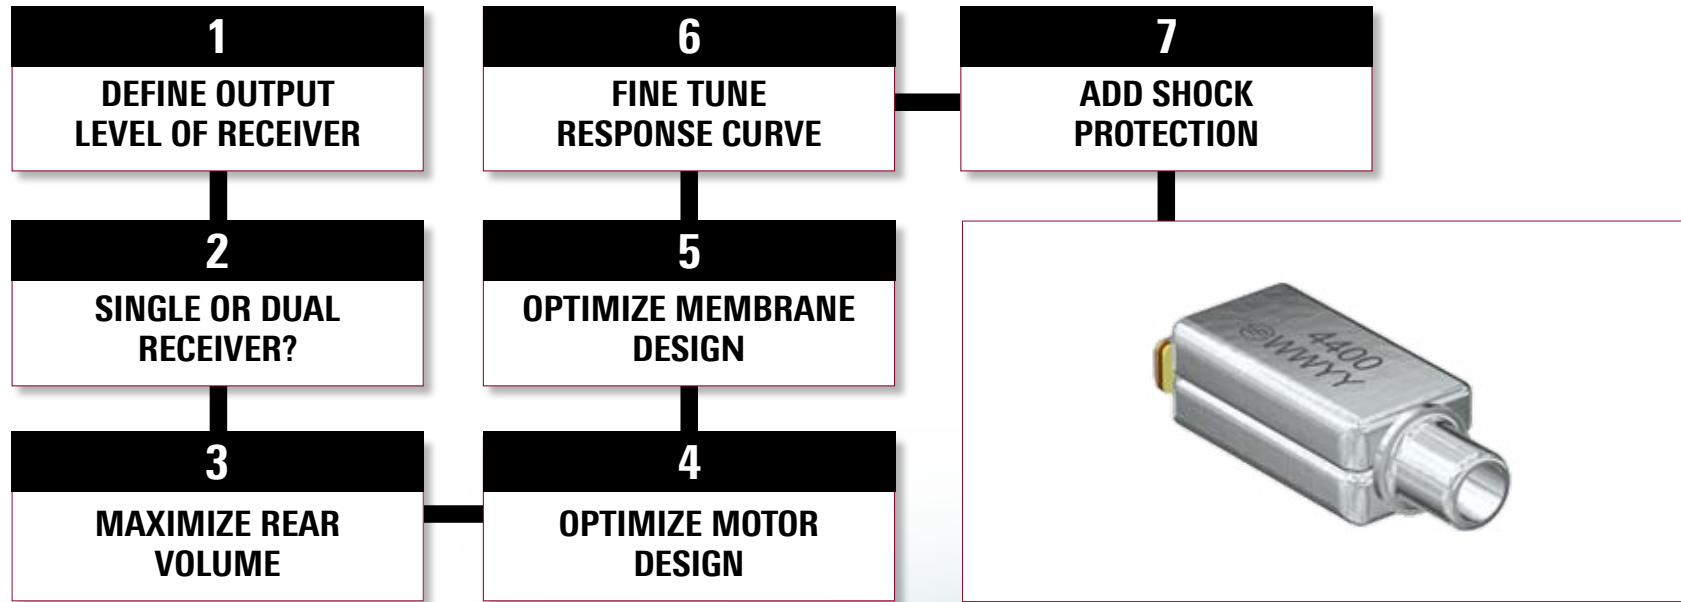 1
DEFINE OUTPUT
LEVEL OF RECEIVER
2
SINGLE OR DUAL
RECEIVER?
3
MAXIMIZE REAR
VOLUME
4
OPTIMIZE MOTOR
DESIGN
5
OPTIMIZE MEMBRANE
DESIGN
6
FINE TUNE
RESPONSE CURVE
7
ADD SHOCK
PROTECTION
4400
WWYY